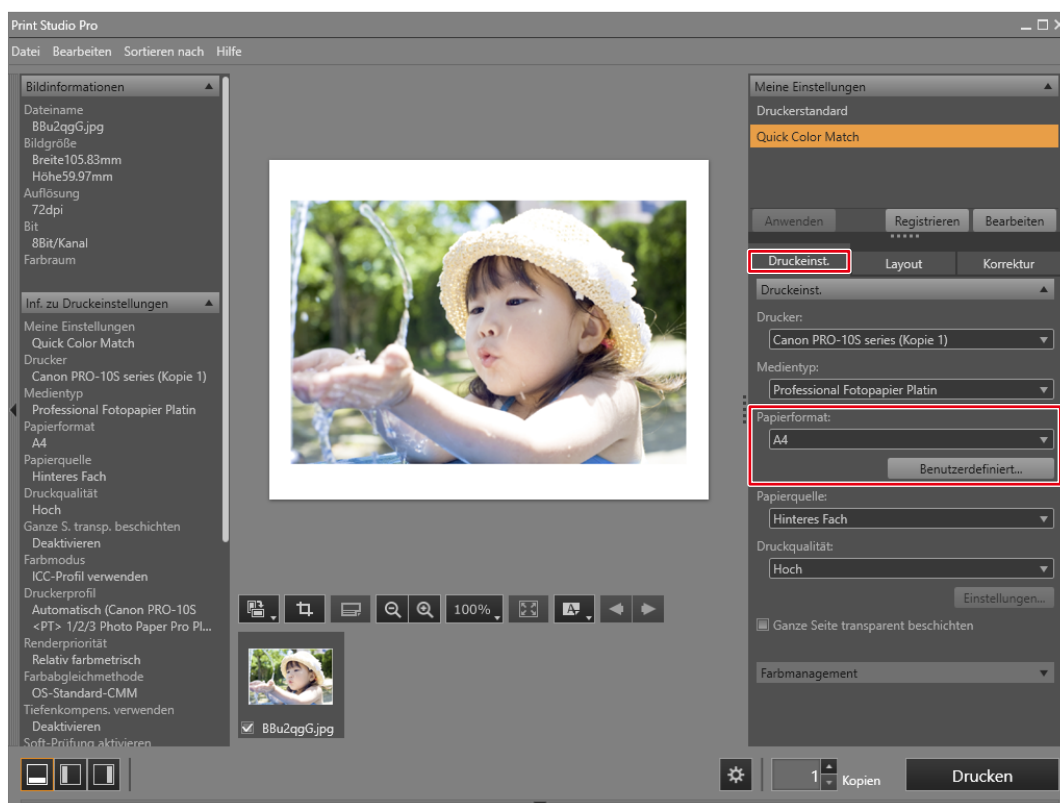 Print Studio Pro
Datei Bearbeiten Sortieren nach Hilfe
Bildinformationen
Dateiname
BBu2qgG.jpg
Bildgröße
Breite105.83mm
Höhe59.97mm
Auflösung
72dpi
Bit
8Bit/Kanal
Farbraum
Inf. zu Druckeinstellungen
Meine Einstellungen
Quick Color Match
Drucker
Canon PRO-10S series (Kopie 1)
Medientyp
Professional Fotopapier Platin
Papierformat
A4
Papierquelle
Hinteres Fach
Druckqualität
Hoch
Ganze S. transp. beschichten
Deaktivieren
Farbmodus
ICC-Profil verwenden
Druckerprofil
Automatisch (Canon PRO-10S
<PT> 1/2/3 Photo Paper Pro Pl...
Renderpriorität
Relativ farbmetrisch
Farbabgleichmethode
OS-Standard-CMM
Tiefenkompens. verwenden
Deaktivieren
Soft-Prüfung aktivieren
100%
A
BBu2qgG.jpg
Meine Einstellungen
Druckerstandard
Quick Color Match
Anwenden Registrieren Bearbeiten
Druckeinst. Layout Korrektur
Druckeinst.
Drucker:
Canon PRO-10S series (Kopie 1)
Medientyp:
Professional Fotopapier Platin
Papierformat:
A4
Benutzerdefiniert...
Papierquelle:
Hinteres Fach
Druckqualität:
Hoch
Einstellungen...
Ganze Seite transparent beschichten
Farbmanagement
1 Kopien Drucken